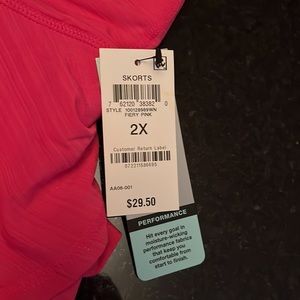 SKORTS
7 62120 38382 0
STYLE 100128589WN
FIERY PINK
2X
Customer Return Label
AA06-001
$29.50
PERFORMANCE
Hit every goal in
moisture-wicking
performance fabrics
that keep you
comfortable from
start to finish.